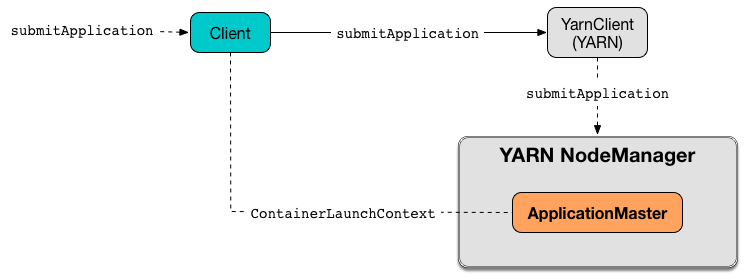 submitApplication
Client
submitApplication
YarnClient
(YARN)
submitApplication
YARN NodeManager
ApplicationMaster
ContainerLaunchContext